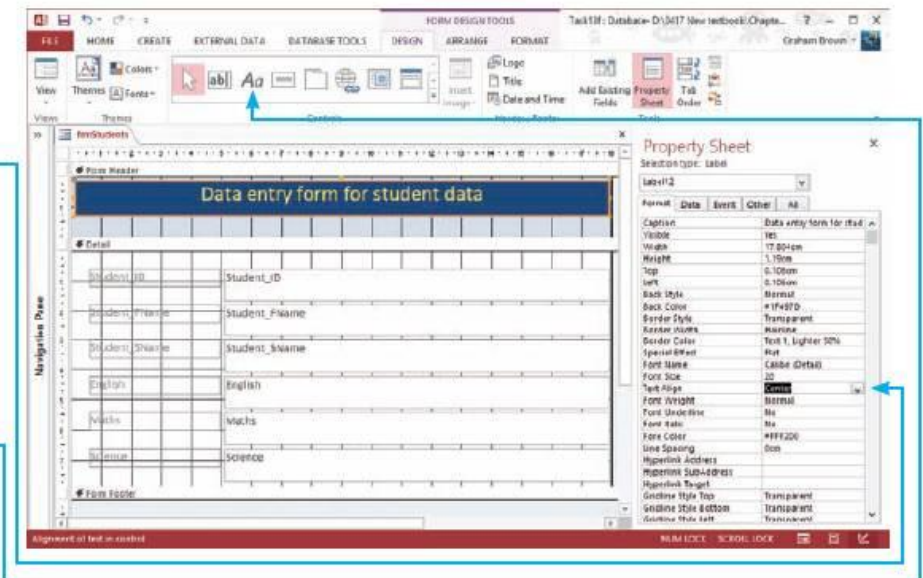 FORM DESIGN TOOLS
Task18f : Database- D:\0417 New textbook\Chapte...
FILE HOME CREATE EXTERNAL DATA DATABASE TOOLS DESIGN ARRANGE FORMAT Graham Brown
View
Themes
Colors
Fonts
ab|
Aa
Insert Image
Logo
Title
Date and Time
Add Existing Fields
Property Sheet
Tab Order
Views Themes Controls Header / Footer Tools
frmStudents
Form Header
Data entry form for student data
Detail
Student_ID Student_ID
Student_FName Student_FName
Student_SName Student_SName
English English
Maths Maths
Science Science
Form Footer
Navigation Pane
Property Sheet
Selection type: Label
Label12
Format Data Event Other All
Caption Data entry form for stud
Visible Yes
Width 17.804cm
Height 1.19cm
Top 0.106cm
Left 0.106cm
Back Style Normal
Back Color #1F497D
Border Style Transparent
Border Width Hairline
Border Color Text 1, Lighter 50%
Special Effect Flat
Font Name Calibri (Detail)
Font Size 20
Text Align Center
Font Weight Normal
Font Underline No
Font Italic No
Fore Color #FFF200
Line Spacing 0cm
Hyperlink Address
Hyperlink SubAddress
Hyperlink Target
Gridline Style Top Transparent
Gridline Style Bottom Transparent
Gridline Style Left Transparent
Alignment of text in control
NUM LOCK SCROLL LOCK